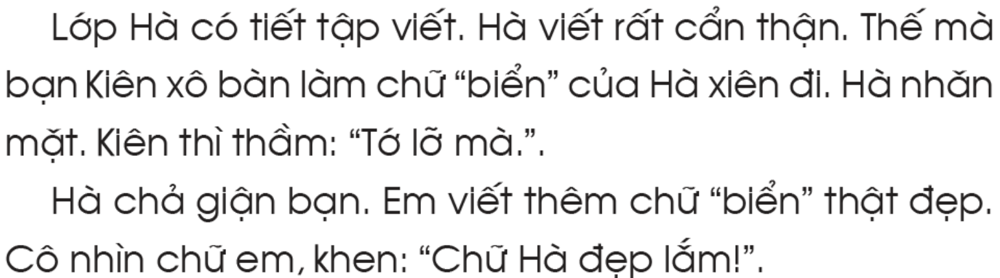 Lớp Hà có tiết tập viết. Hà viết rất cẩn thận. Thế mà
bạn Kiên xô bàn làm chữ “biển” của Hà xiên đi. Hà nhăn
mặt. Kiên thì thầm: “Tớ lỡ mà.”.
Hà chả giận bạn. Em viết thêm chữ “biển” thật đẹp.
Cô nhìn chữ em, khen: “Chữ Hà đẹp lắm!”.